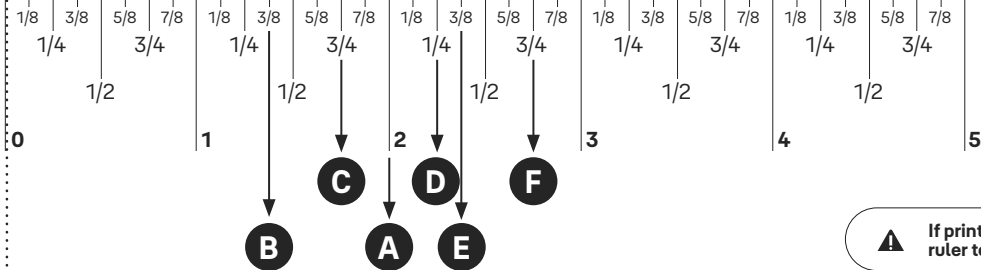 1/8 3/8 5/8 7/8 1/8 3/8 5/8 7/8 1/8 3/8 5/8 7/8 1/8 3/8 5/8 7/8 1/8 3/8 5/8 7/8
1/4 3/4 1/4 3/4 1/4 3/4 1/4 3/4 1/4 3/4
1/2 1/2 1/2 1/2 1/2
0 1 2 3 4 5
C D F
B A E
If print
ruler to